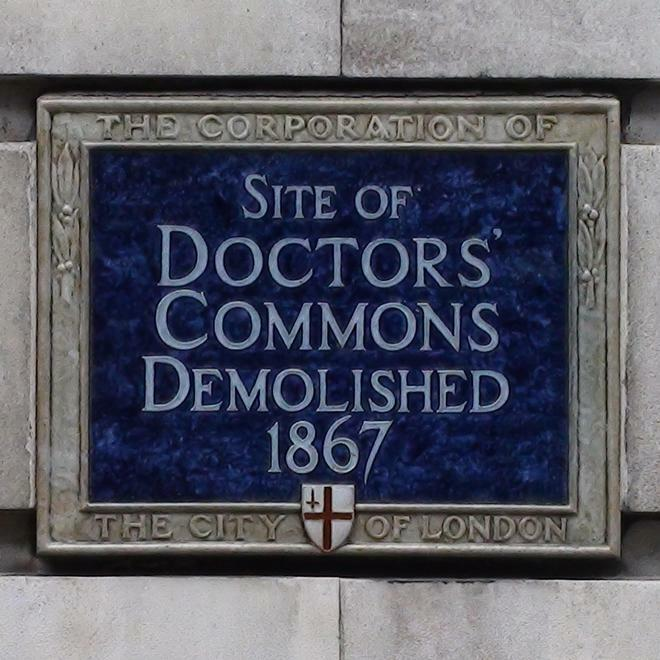 THE CORPORATION OF
SITE OF
DOCTORS'
COMMONS
DEMOLISHED
1867
THE CITY OF LONDON